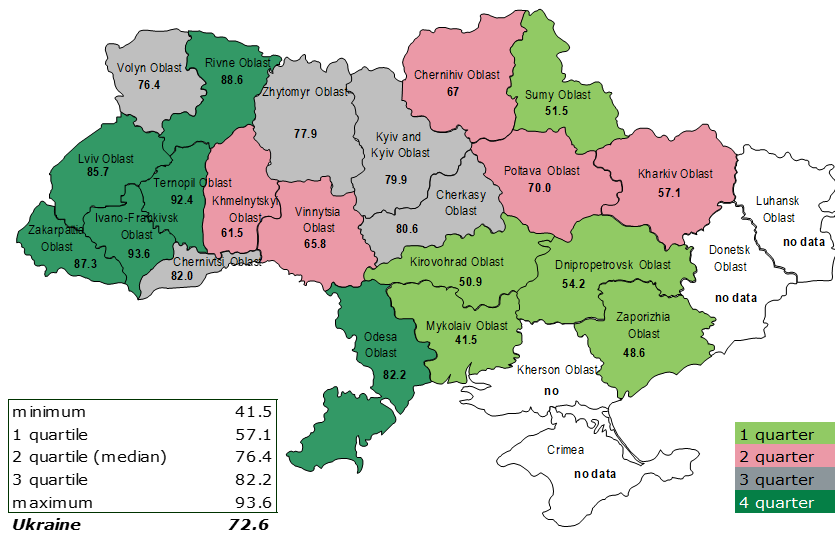 Volyn Oblast
76.4
Rivne Oblast
88.6
Zhytomyr Oblast
77.9
Kyiv and
Kyiv Oblast
79.9
Chernihiv Oblast
67
Sumy Oblast
51.5
Lviv Oblast
85.7
Ternopil Oblast
92.4
Khmelnytskyi
Oblast
61.5
Vinnytsia
Oblast
65.8
Cherkasy
Oblast
80.6
Poltava Oblast
70.0
Kharkiv Oblast
57.1
Luhansk
Oblast
no data
Zakarpattia
Oblast
87.3
Ivano-Frankivsk
Oblast
93.6
Chernivtsi Oblast
82.0
Kirovohrad Oblast
50.9
Dnipropetrovsk Oblast
54.2
Donetsk
Oblast
no data
Odesa
Oblast
82.2
Mykolaiv Oblast
41.5
Zaporizhia
Oblast
48.6
Kherson Oblast
no
Crimea
no data
minimum 41.5
1 quartile 57.1
2 quartile (median) 76.4
3 quartile 82.2
maximum 93.6
Ukraine 72.6
1 quarter
2 quarter
3 quarter
4 quarter